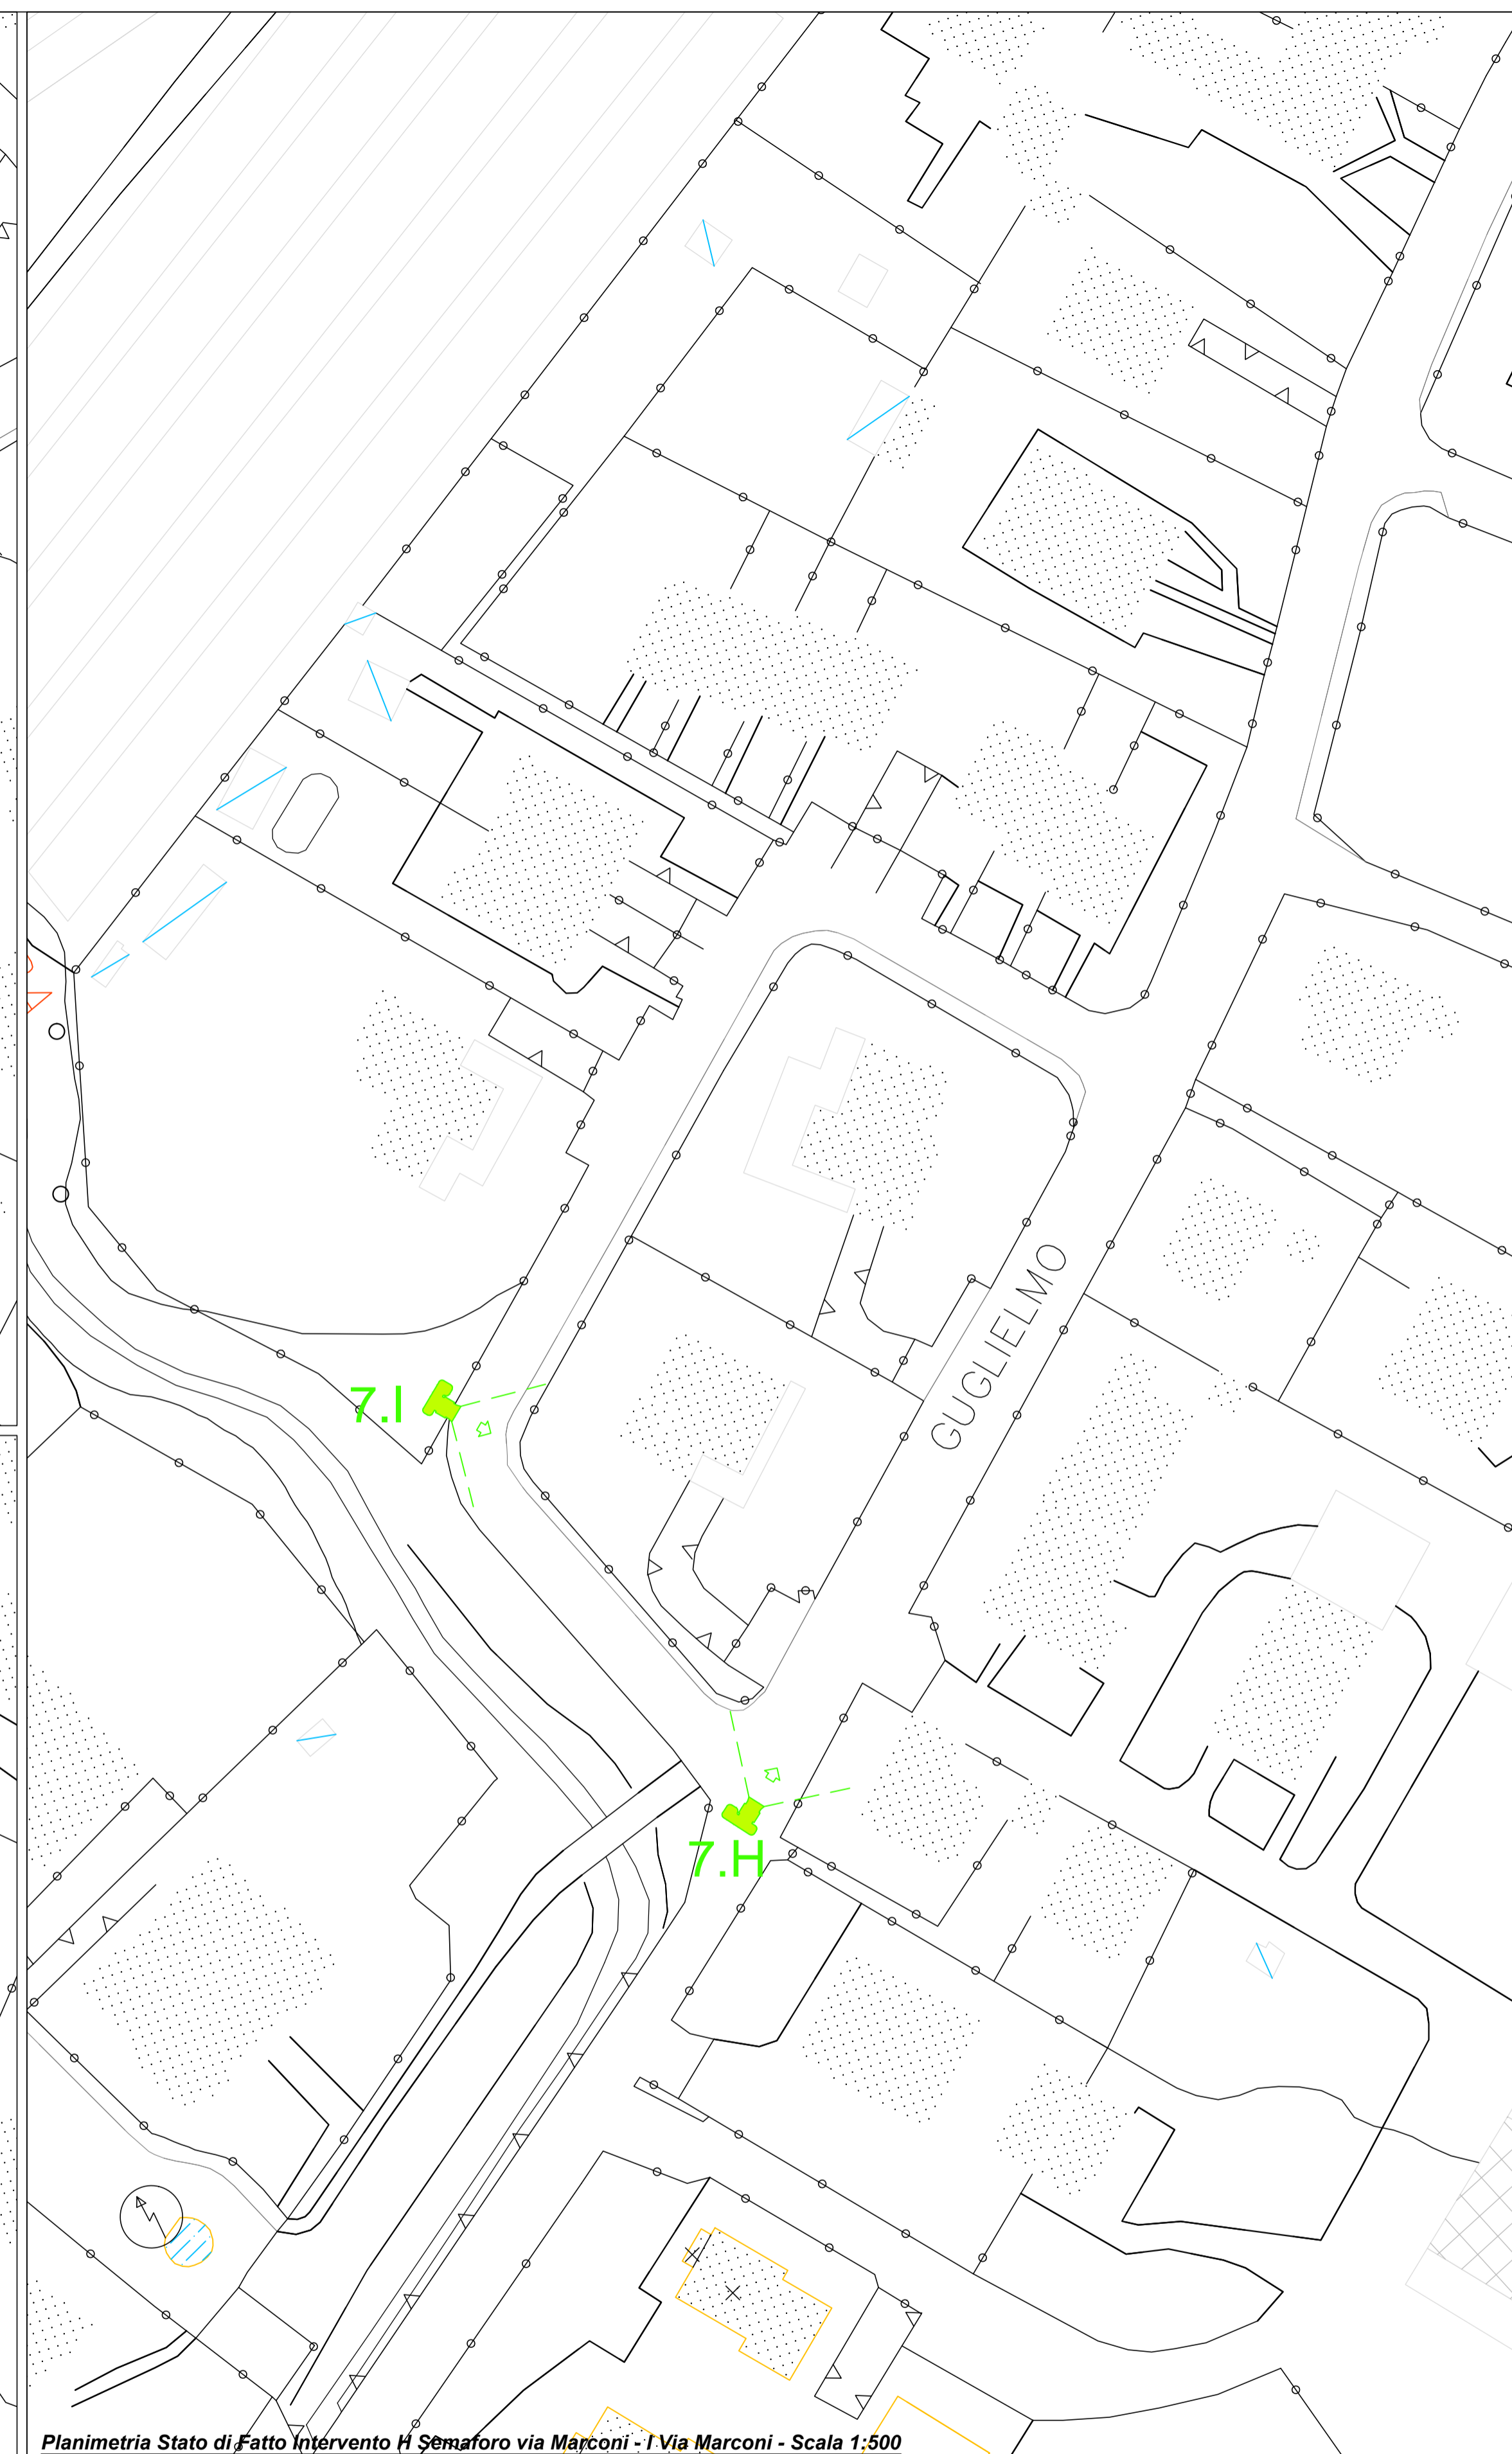 GUGLIELMO
7.I
7.H
Planimetria Stato di Fatto Intervento H Semaforo via Marconi - I Via Marconi - Scala 1:500